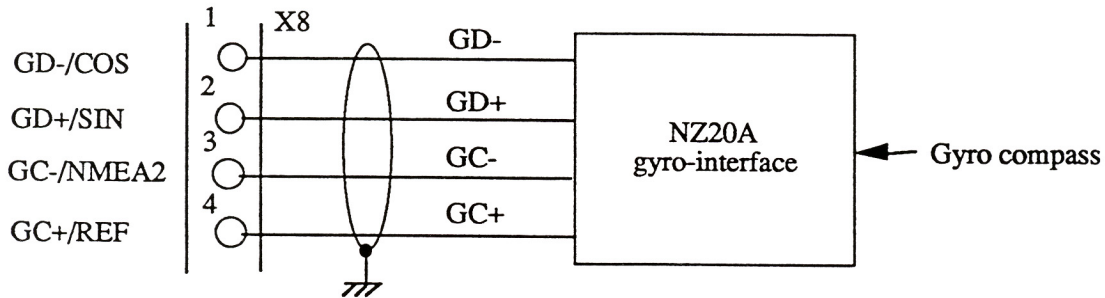 1
X8
GD-/COS
GD-
2
GD+/SIN
GD+
3
GC-/NMEA2
GC-
4
GC+/REF
GC+
NZ20A
gyro-interface
Gyro compass